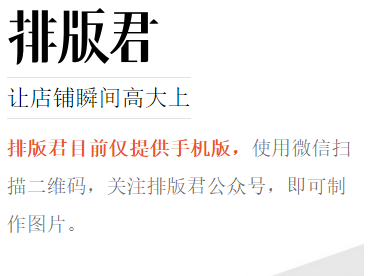 排版君
让店铺瞬间高大上
排版君目前仅提供手机版，使用微信扫
描二维码，关注排版君公众号，即可制
作图片。